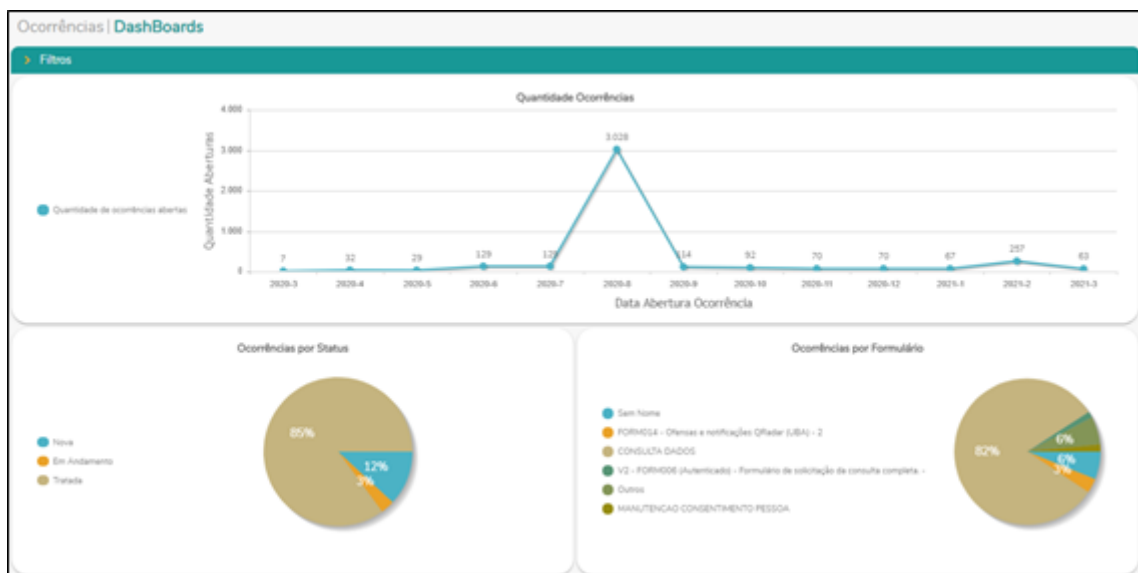 Ocorrências | DashBoards
Filtros
Quantidade Ocorrências
4.000
3.000
2.000
1.000
0
Quantidade Aberturas
Quantidade de ocorrências abertas
7
32
29
129
3.028
114
92
70
70
67
257
63
2020-3
2020-4
2020-5
2020-6
2020-7
2020-8
2020-9
2020-10
2020-11
2020-12
2021-1
2021-2
2021-3
Data Abertura Ocorrência
Ocorrências por Status
Nova
Em Andamento
Tratada
85%
12%
3%
Ocorrências por Formulário
Sem Nome
FORM014 - Ofensas e notificações QRadar (UBA) - 2
CONSULTA DADOS
V2 - FORM006 (Autenticado) - Formulário de solicitação da consulta completa. -
Outros
MANUTENCAO CONSENTIMENTO PESSOA
82%
6%
6%
3%